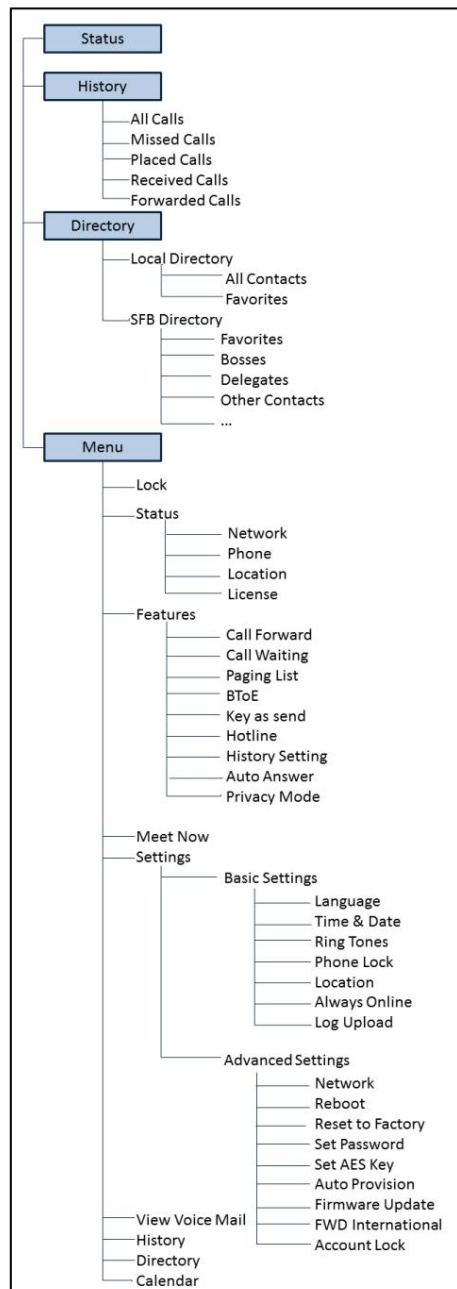 Status
History
All Calls
Missed Calls
Placed Calls
Received Calls
Forwarded Calls
Directory
Local Directory
All Contacts
Favorites
SFB Directory
Favorites
Bosses
Delegates
Other Contacts
...
Menu
Lock
Status
Network
Phone
Location
License
Features
Call Forward
Call Waiting
Paging List
BToE
Key as send
Hotline
History Setting
Auto Answer
Privacy Mode
Meet Now
Settings
Basic Settings
Language
Time & Date
Ring Tones
Phone Lock
Location
Always Online
Log Upload
Advanced Settings
Network
Reboot
Reset to Factory
Set Password
Set AES Key
Auto Provision
Firmware Update
FWD International
Account Lock
View Voice Mail
History
Directory
Calendar